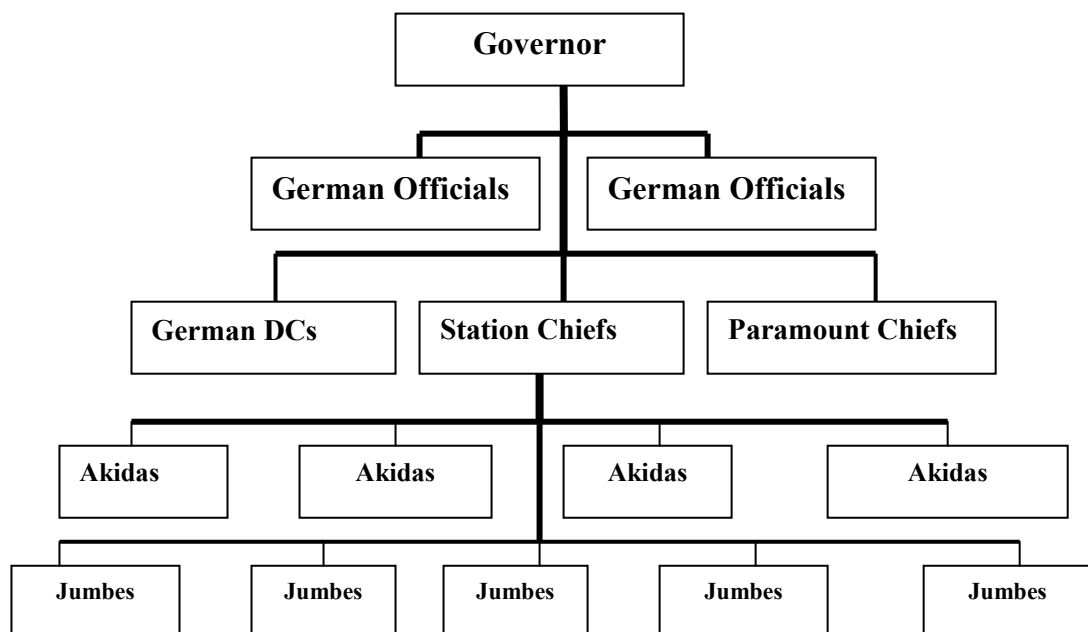 Governor
German Officials
German Officials
German DCs
Station Chiefs
Paramount Chiefs
Akidas
Akidas
Akidas
Akidas
Jumbes
Jumbes
Jumbes
Jumbes
Jumbes